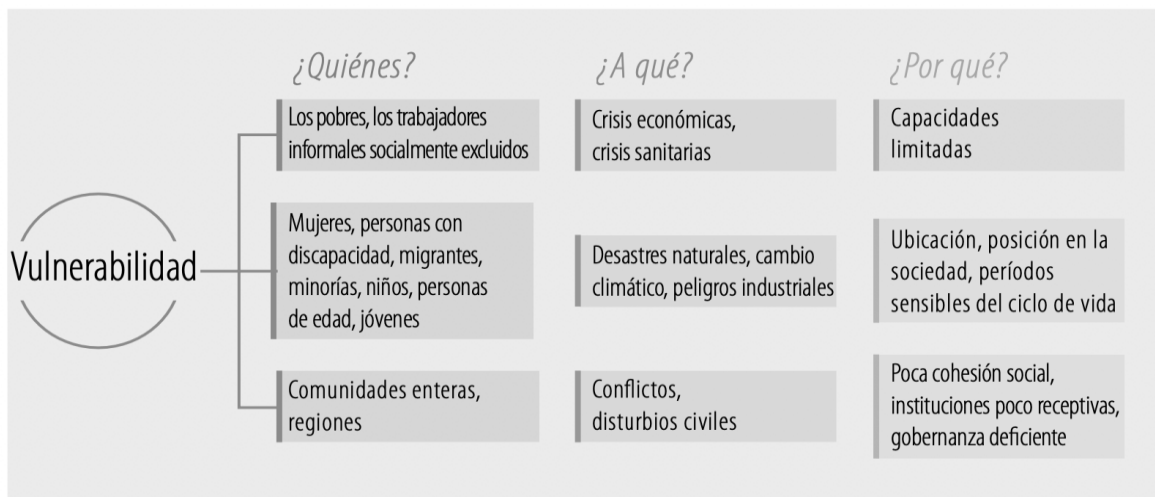 ¿Quiénes?
¿A qué?
¿Por qué?
Vulnerabilidad
Los pobres, los trabajadores
informales socialmente excluidos
Crisis económicas,
crisis sanitarias
Capacidades
limitadas
Mujeres, personas con
discapacidad, migrantes,
minorías, niños, personas
de edad, jóvenes
Desastres naturales, cambio
climático, peligros industriales
Ubicación, posición en la
sociedad, períodos
sensibles del ciclo de vida
Comunidades enteras,
regiones
Conflictos,
disturbios civiles
Poca cohesión social,
instituciones poco receptivas,
gobernanza deficiente